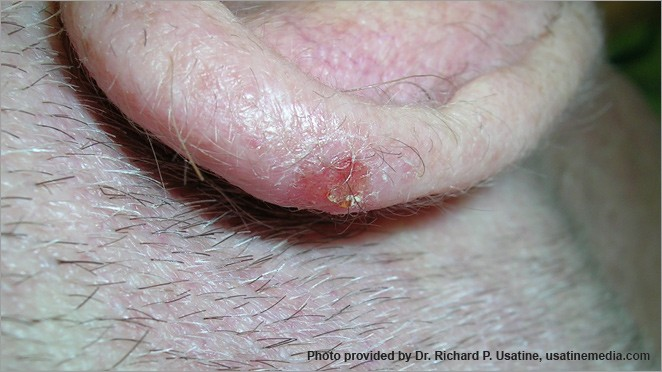 Photo provided by Dr. Richard P. Usatine, usatinemedia.com